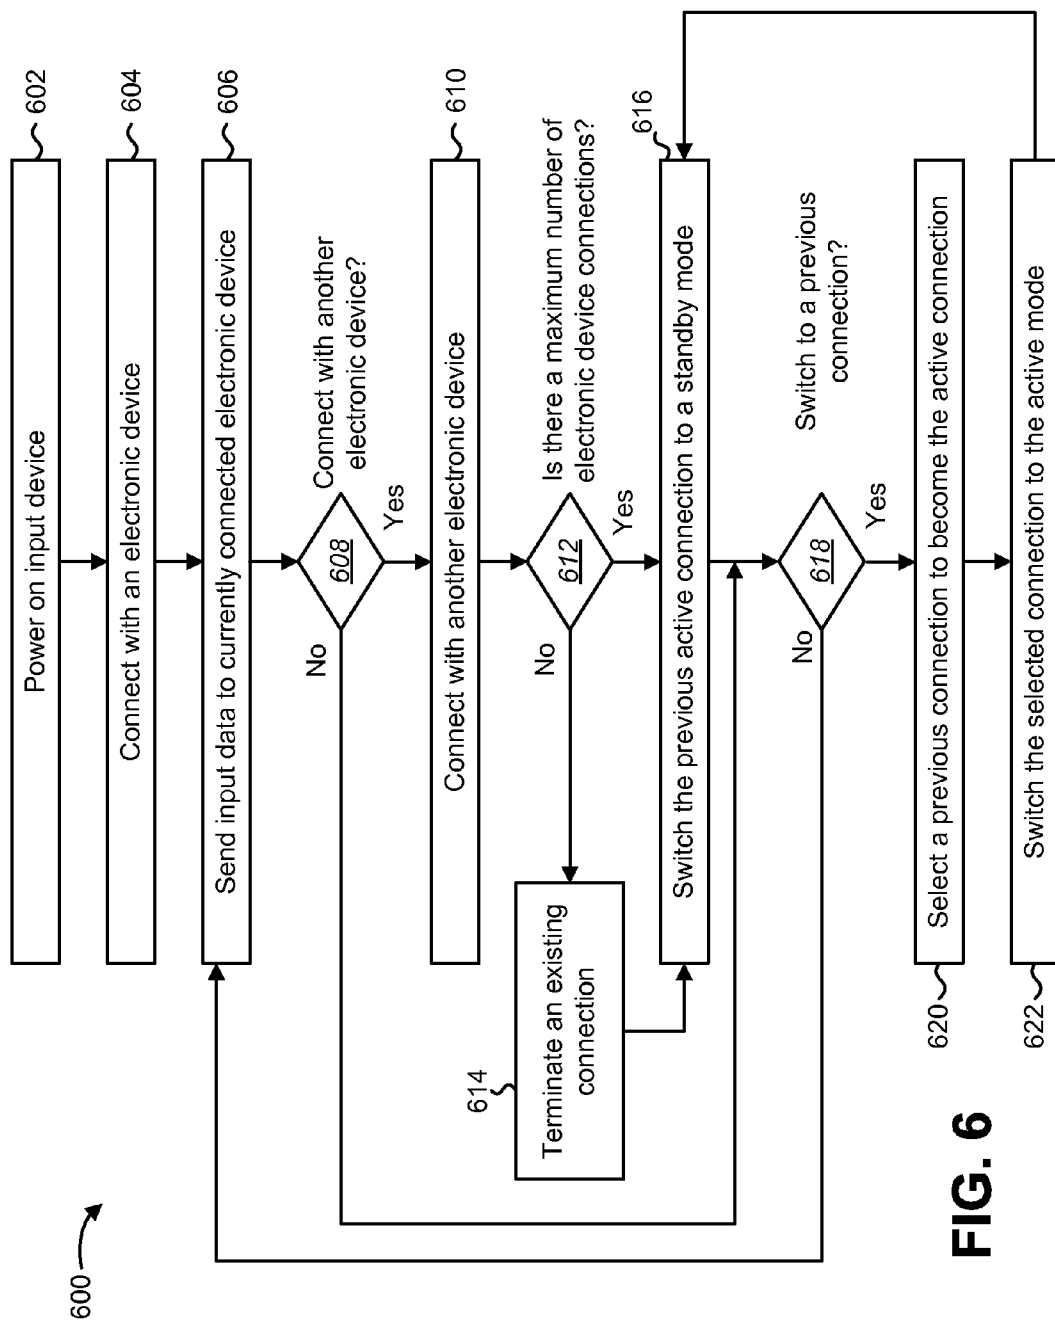 600
Power on input device
602
Connect with an electronic device
604
Send input data to currently connected electronic device
606
Connect with another
electronic device?
608
No
Yes
Connect with another electronic device
610
Is there a maximum number of
electronic device connections?
612
No
Yes
614
Terminate an existing
connection
616
Switch the previous active connection to a standby mode
Switch to a previous
connection?
618
No
Yes
620
Select a previous connection to become the active connection
622
Switch the selected connection to the active mode
FIG. 6